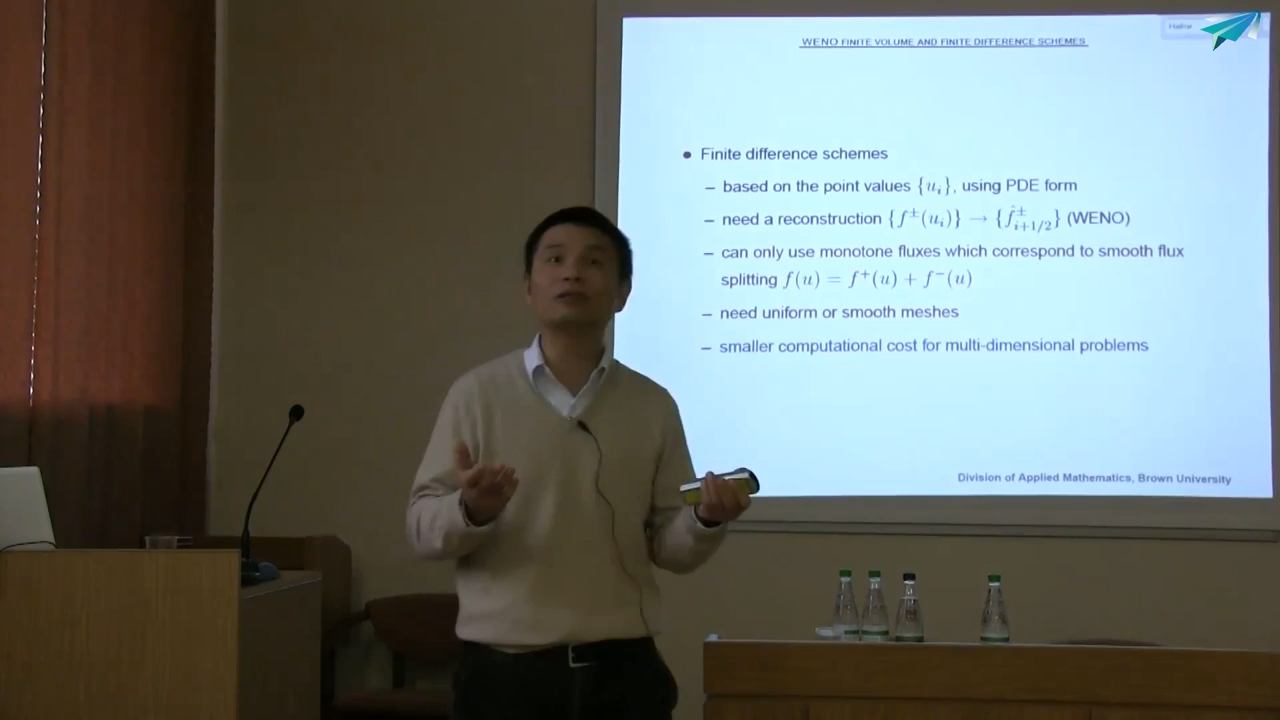 WENO FINITE VOLUME AND FINITE DIFFERENCE SCHEMES
• Finite difference schemes
– based on the point values {u_i}, using PDE form
– need a reconstruction {f^±(u_i)} → {f̂^±_{i+1/2}} (WENO)
– can only use monotone fluxes which correspond to smooth flux
splitting f(u) = f^+(u) + f^−(u)
– need uniform or smooth meshes
– smaller computational cost for multi-dimensional problems
Division of Applied Mathematics, Brown University